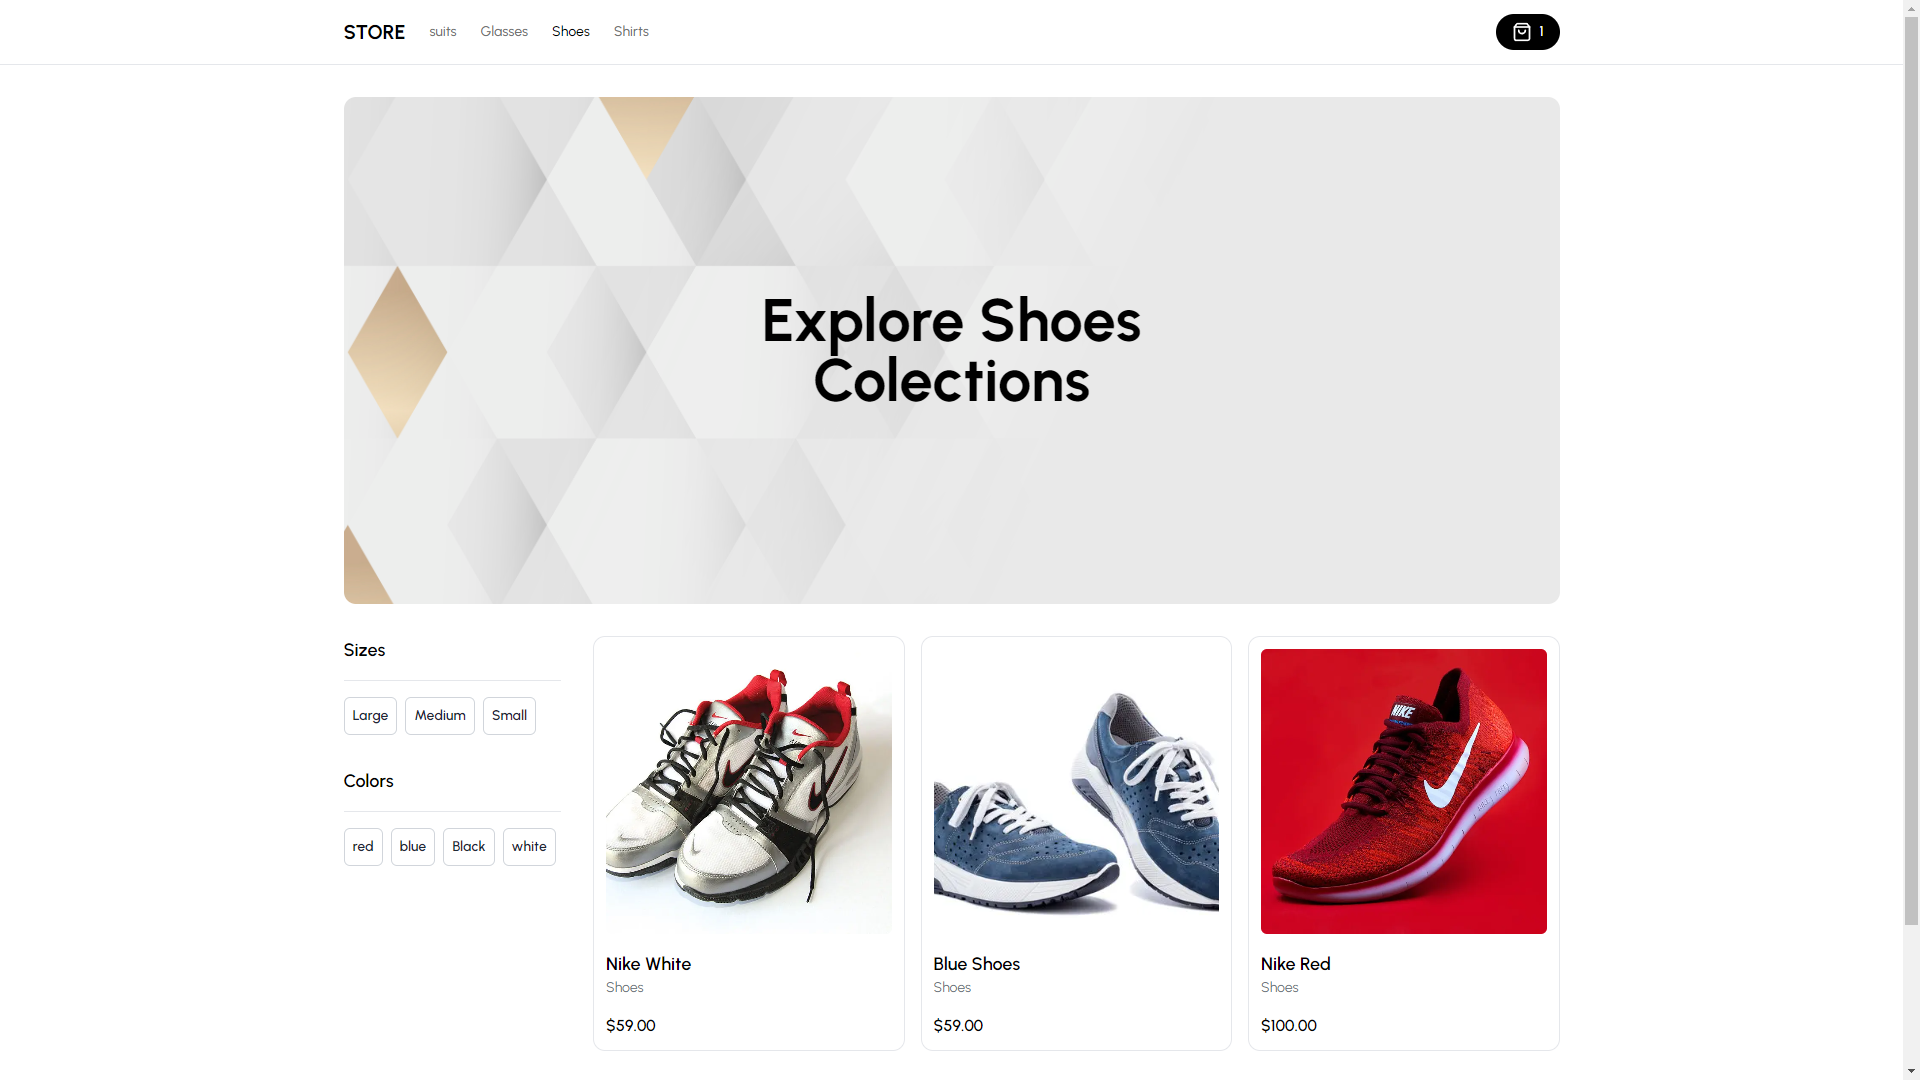 STORE suits Glasses Shoes Shirts 1
Explore Shoes
Colections
Sizes
Large Medium Small
Colors
red blue Black white
NIKE
Nike White
Shoes
$59.00
Blue Shoes
Shoes
$59.00
Nike Red
Shoes
$100.00